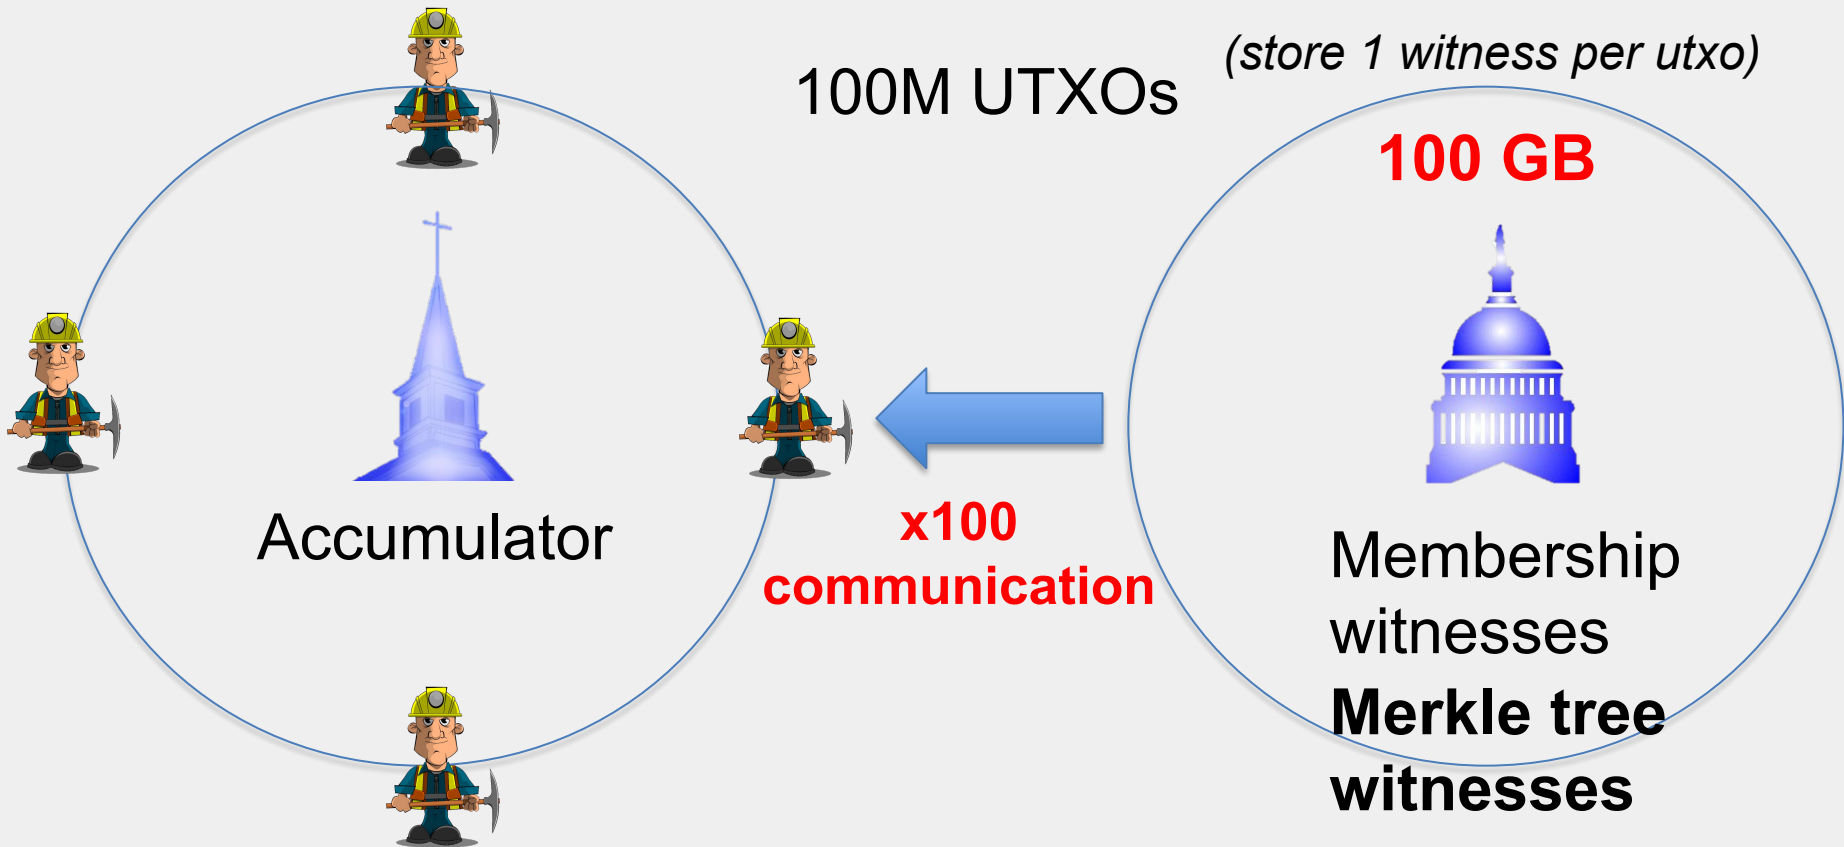 (store 1 witness per utxo)
100M UTXOs
100 GB
x100
communication
Accumulator
Membership
witnesses
Merkle tree
witnesses